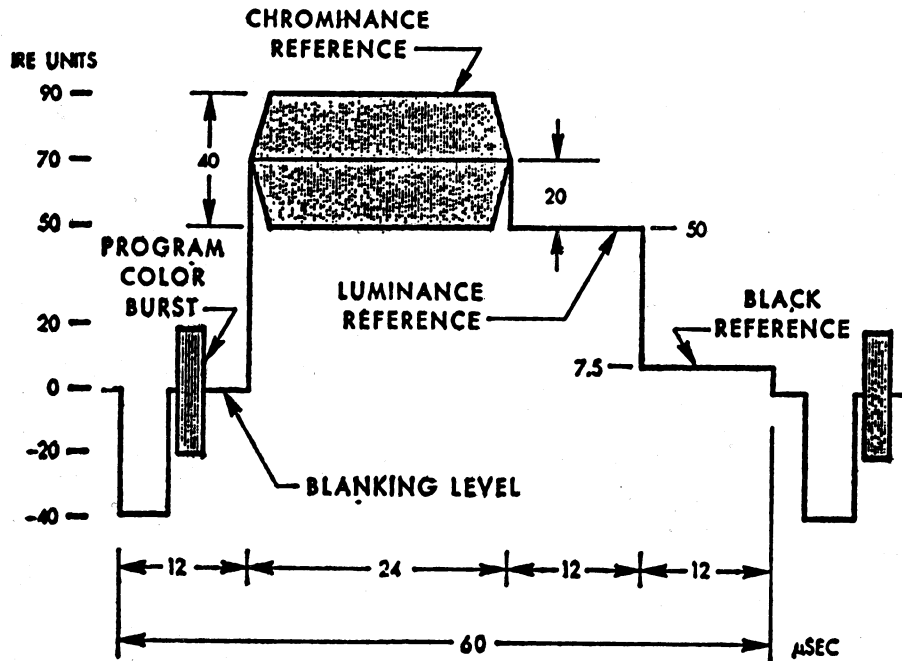 CHROMINANCE
REFERENCE
IRE UNITS
90
40
70
20
50
50
PROGRAM
COLOR
BURST
LUMINANCE
REFERENCE
BLACK
REFERENCE
20
7.5
0
-20
BLANKING LEVEL
-40
12
24
12
12
60
μSEC